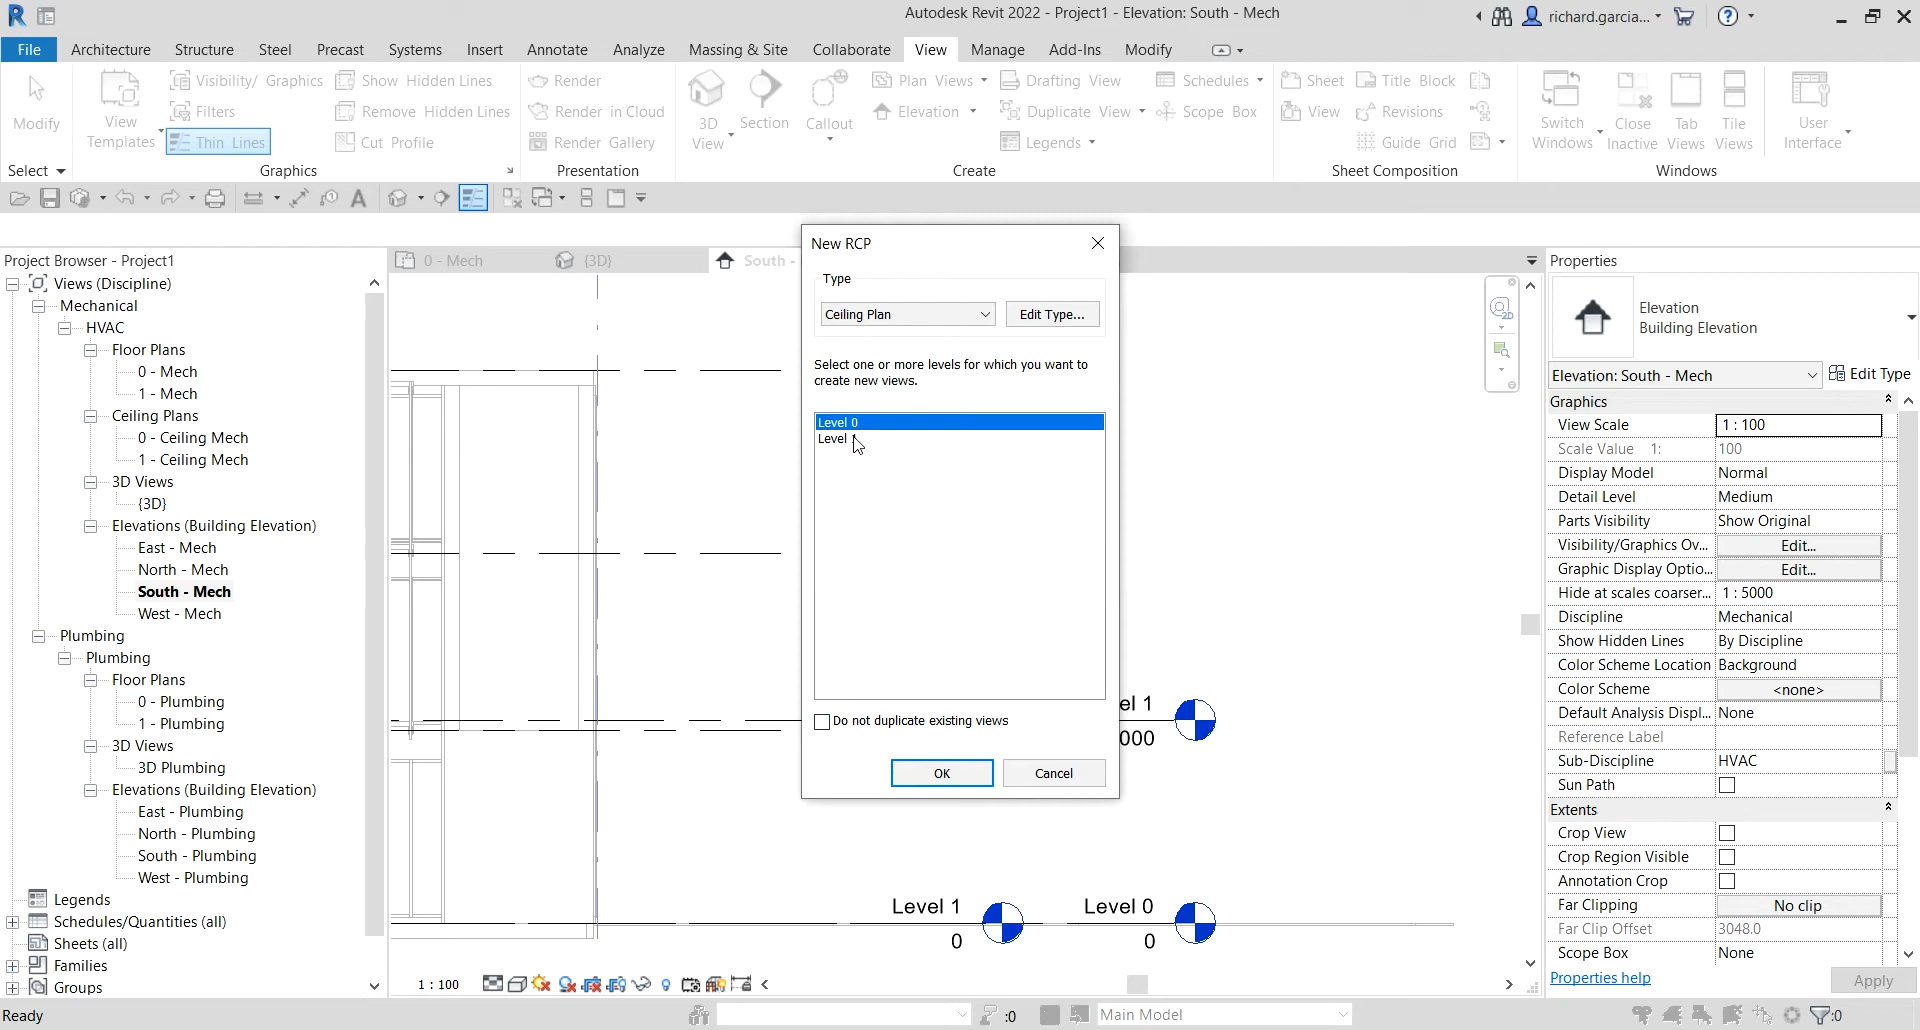 Autodesk Revit 2022 - Project1 - Elevation: South - Mech
richard.garcia...
File Architecture Structure Steel Precast Systems Insert Annotate Analyze Massing & Site Collaborate View Manage Add-Ins Modify
Modify
View Templates
Visibility/ Graphics
Filters
Thin Lines
Show Hidden Lines
Remove Hidden Lines
Cut Profile
Render
Render in Cloud
Render Gallery
3D View
Section
Callout
Plan Views
Elevation
Drafting View
Duplicate View
Legends
Schedules
Scope Box
Sheet
View
Title Block
Revisions
Guide Grid
Switch Windows
Close Inactive
Tab Views
Tile Views
User Interface
Select Graphics Presentation Create Sheet Composition Windows
Project Browser - Project1
Views (Discipline)
Mechanical
HVAC
Floor Plans
0 - Mech
1 - Mech
Ceiling Plans
0 - Ceiling Mech
1 - Ceiling Mech
3D Views
{3D}
Elevations (Building Elevation)
East - Mech
North - Mech
South - Mech
West - Mech
Plumbing
Plumbing
Floor Plans
0 - Plumbing
1 - Plumbing
3D Views
3D Plumbing
Elevations (Building Elevation)
East - Plumbing
North - Plumbing
South - Plumbing
West - Plumbing
Legends
Schedules/Quantities (all)
Sheets (all)
Families
Groups
0 - Mech
{3D}
South -
New RCP
Type
Ceiling Plan
Edit Type...
Select one or more levels for which you want to
create new views.
Level 0
Level
Do not duplicate existing views
OK
Cancel
el 1
000
Level 1
0
Level 0
0
2D
1 : 100
Properties
Elevation
Building Elevation
Elevation: South - Mech
Edit Type
Graphics
View Scale 1 : 100
Scale Value 1: 100
Display Model Normal
Detail Level Medium
Parts Visibility Show Original
Visibility/Graphics Ov... Edit...
Graphic Display Optio... Edit...
Hide at scales coarser... 1 : 5000
Discipline Mechanical
Show Hidden Lines By Discipline
Color Scheme Location Background
Color Scheme <none>
Default Analysis Displ... None
Reference Label
Sub-Discipline HVAC
Sun Path
Extents
Crop View
Crop Region Visible
Annotation Crop
Far Clipping No clip
Far Clip Offset 3048.0
Scope Box None
Properties help
Apply
Ready
:0
Main Model
:0